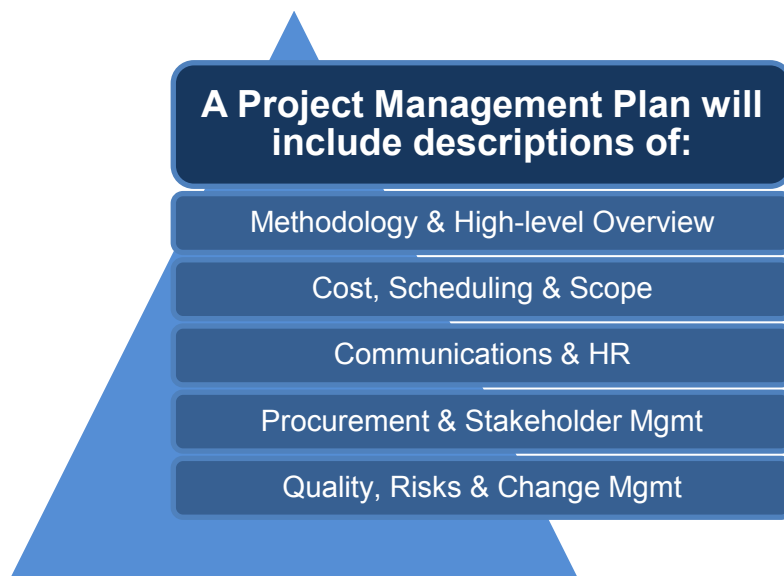 A Project Management Plan will
include descriptions of:
Methodology & High-level Overview
Cost, Scheduling & Scope
Communications & HR
Procurement & Stakeholder Mgmt
Quality, Risks & Change Mgmt